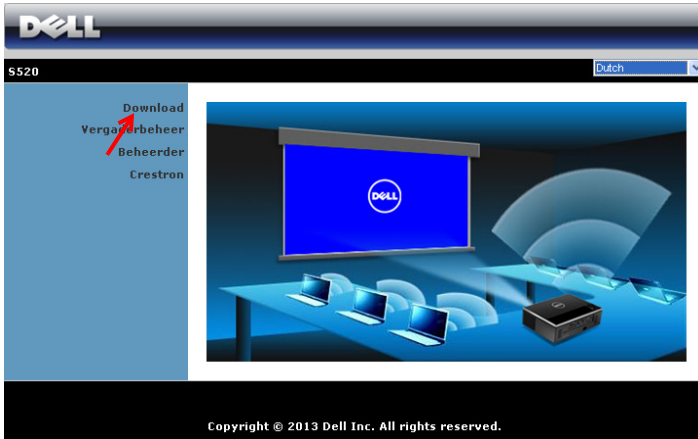 DELL
S520
Dutch
Download
Vergaderbeheer
Beheerder
Crestron
DELL
Copyright © 2013 Dell Inc. All rights reserved.